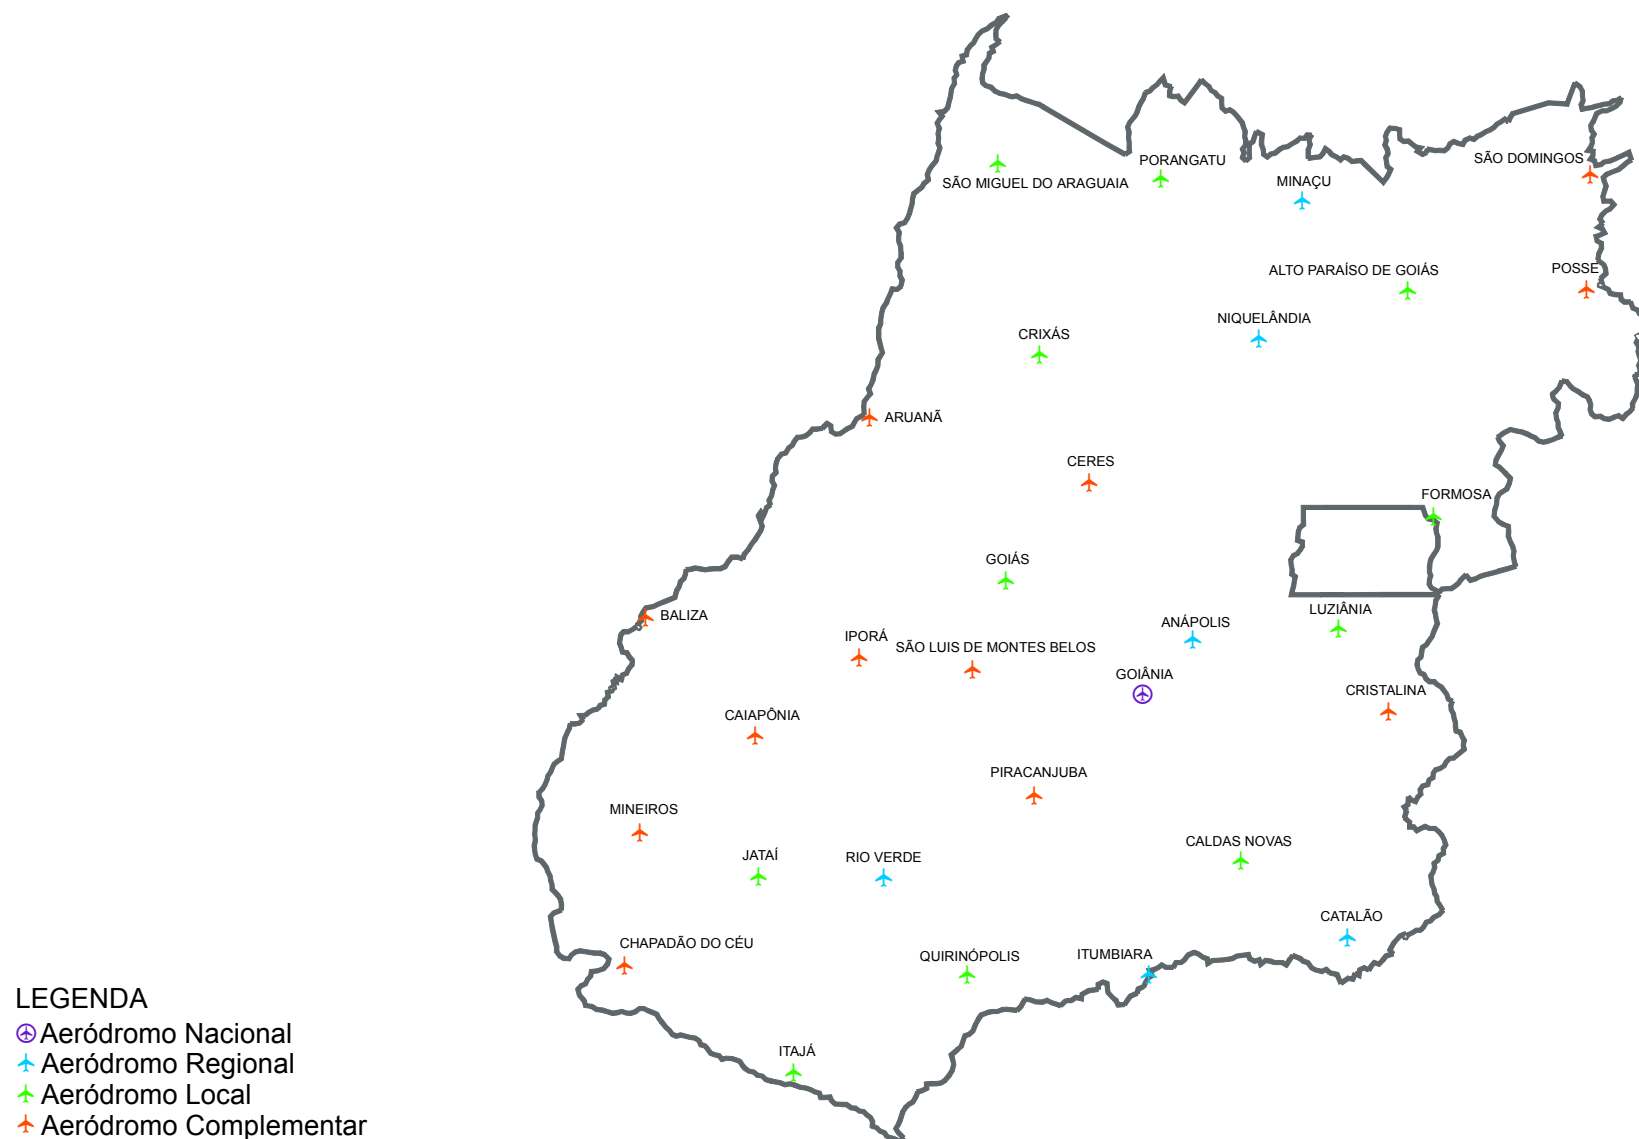 PORANGATU
SÃO DOMINGOS
SÃO MIGUEL DO ARAGUAIA
MINAÇU
ALTO PARAÍSO DE GOIÁS
POSSE
NIQUELÂNDIA
CRIXÁS
ARUANÃ
CERES
FORMOSA
GOIÁS
LUZIÂNIA
BALIZA
ANÁPOLIS
IPORÁ
SÃO LUIS DE MONTES BELOS
GOIÂNIA
CRISTALINA
CAIAPÔNIA
PIRACANJUBA
MINEIROS
CALDAS NOVAS
JATAÍ
RIO VERDE
CATALÃO
CHAPADÃO DO CÉU
QUIRINÓPOLIS
ITUMBIARA
ITAJÁ
LEGENDA
Aeródromo Nacional
Aeródromo Regional
Aeródromo Local
Aeródromo Complementar